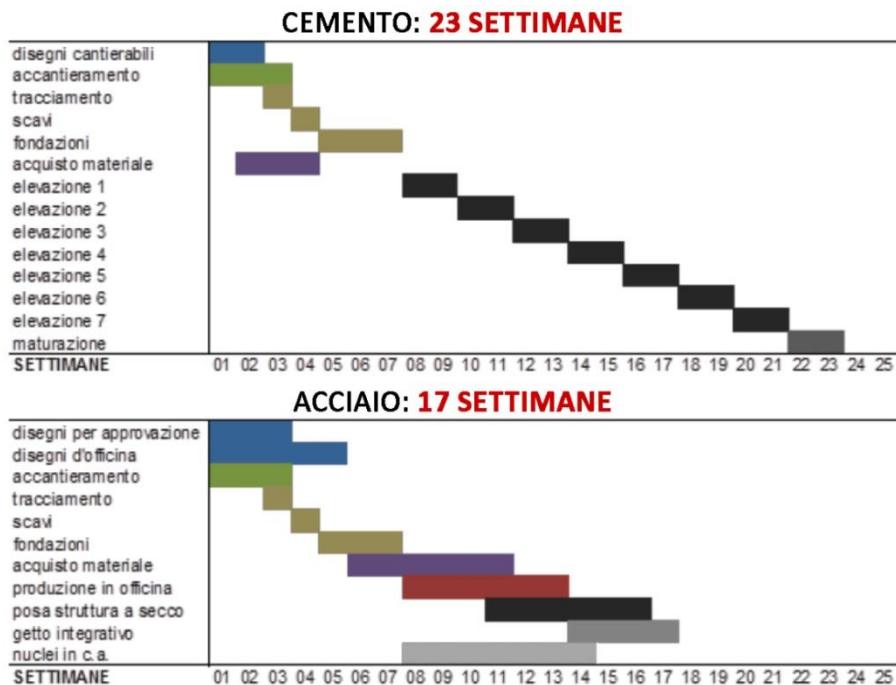 CEMENTO: 23 SETTIMANE
disegni cantierabili
accantieramento
tracciamento
scavi
fondazioni
acquisto materiale
elevazione 1
elevazione 2
elevazione 3
elevazione 4
elevazione 5
elevazione 6
elevazione 7
maturazione
SETTIMANE 01 02 03 04 05 06 07 08 09 10 11 12 13 14 15 16 17 18 19 20 21 22 23 24 25
ACCIAIO: 17 SETTIMANE
disegni per approvazione
disegni d'officina
accantieramento
tracciamento
scavi
fondazioni
acquisto materiale
produzione in officina
posa struttura a secco
getto integrativo
nuclei in c.a.
SETTIMANE 01 02 03 04 05 06 07 08 09 10 11 12 13 14 15 16 17 18 19 20 21 22 23 24 25